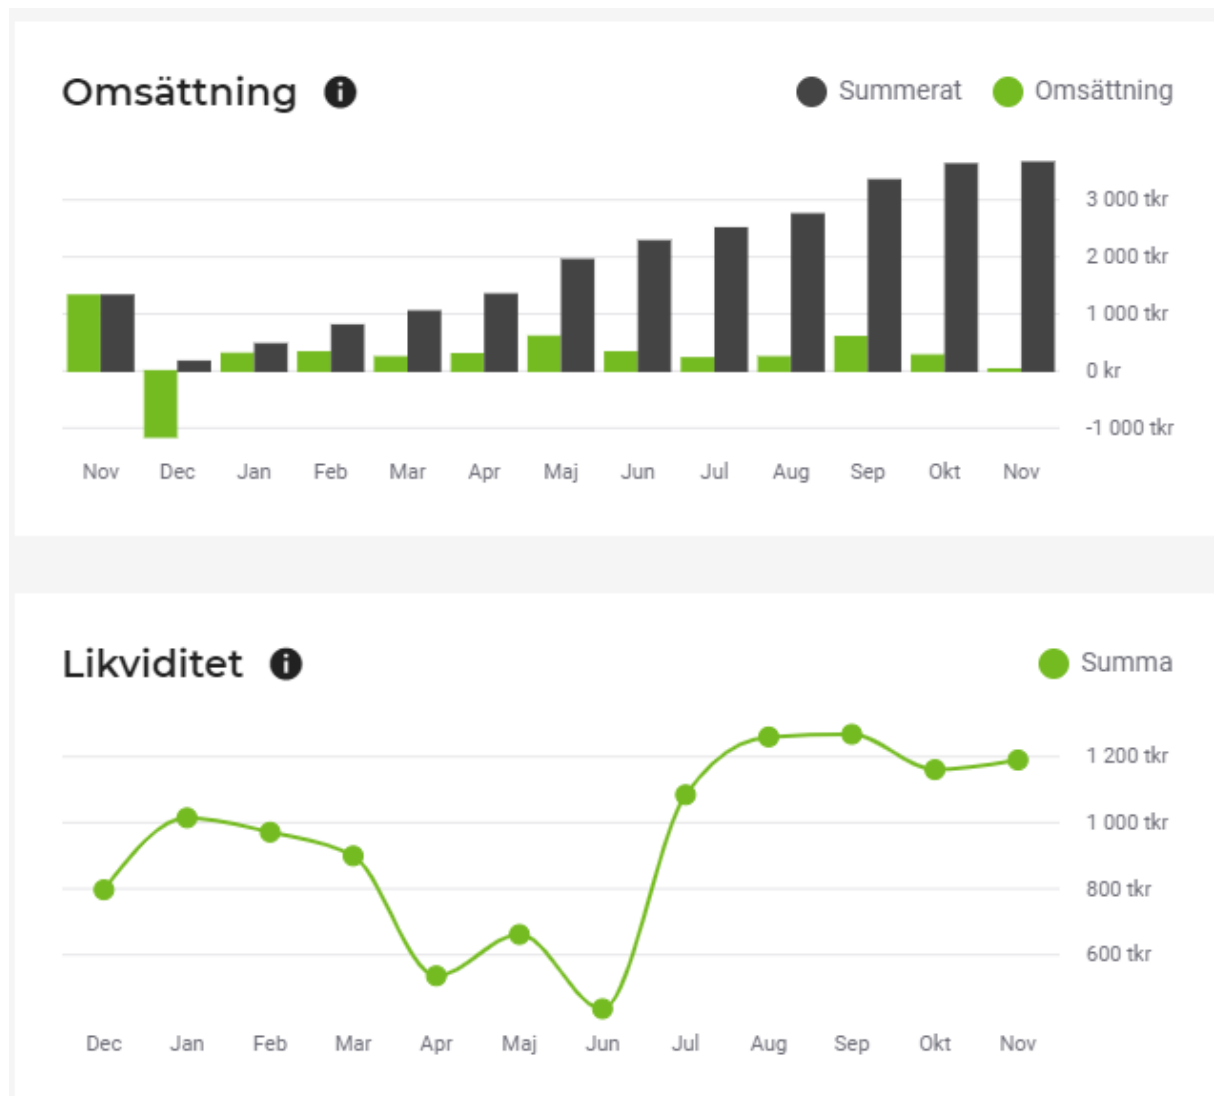 Omsättning
Summerat Omsättning
3 000 tkr
2 000 tkr
1 000 tkr
0 kr
-1 000 tkr
Nov Dec Jan Feb Mar Apr Maj Jun Jul Aug Sep Okt Nov
Likviditet
Summa
1 200 tkr
1 000 tkr
800 tkr
600 tkr
Dec Jan Feb Mar Apr Maj Jun Jul Aug Sep Okt Nov